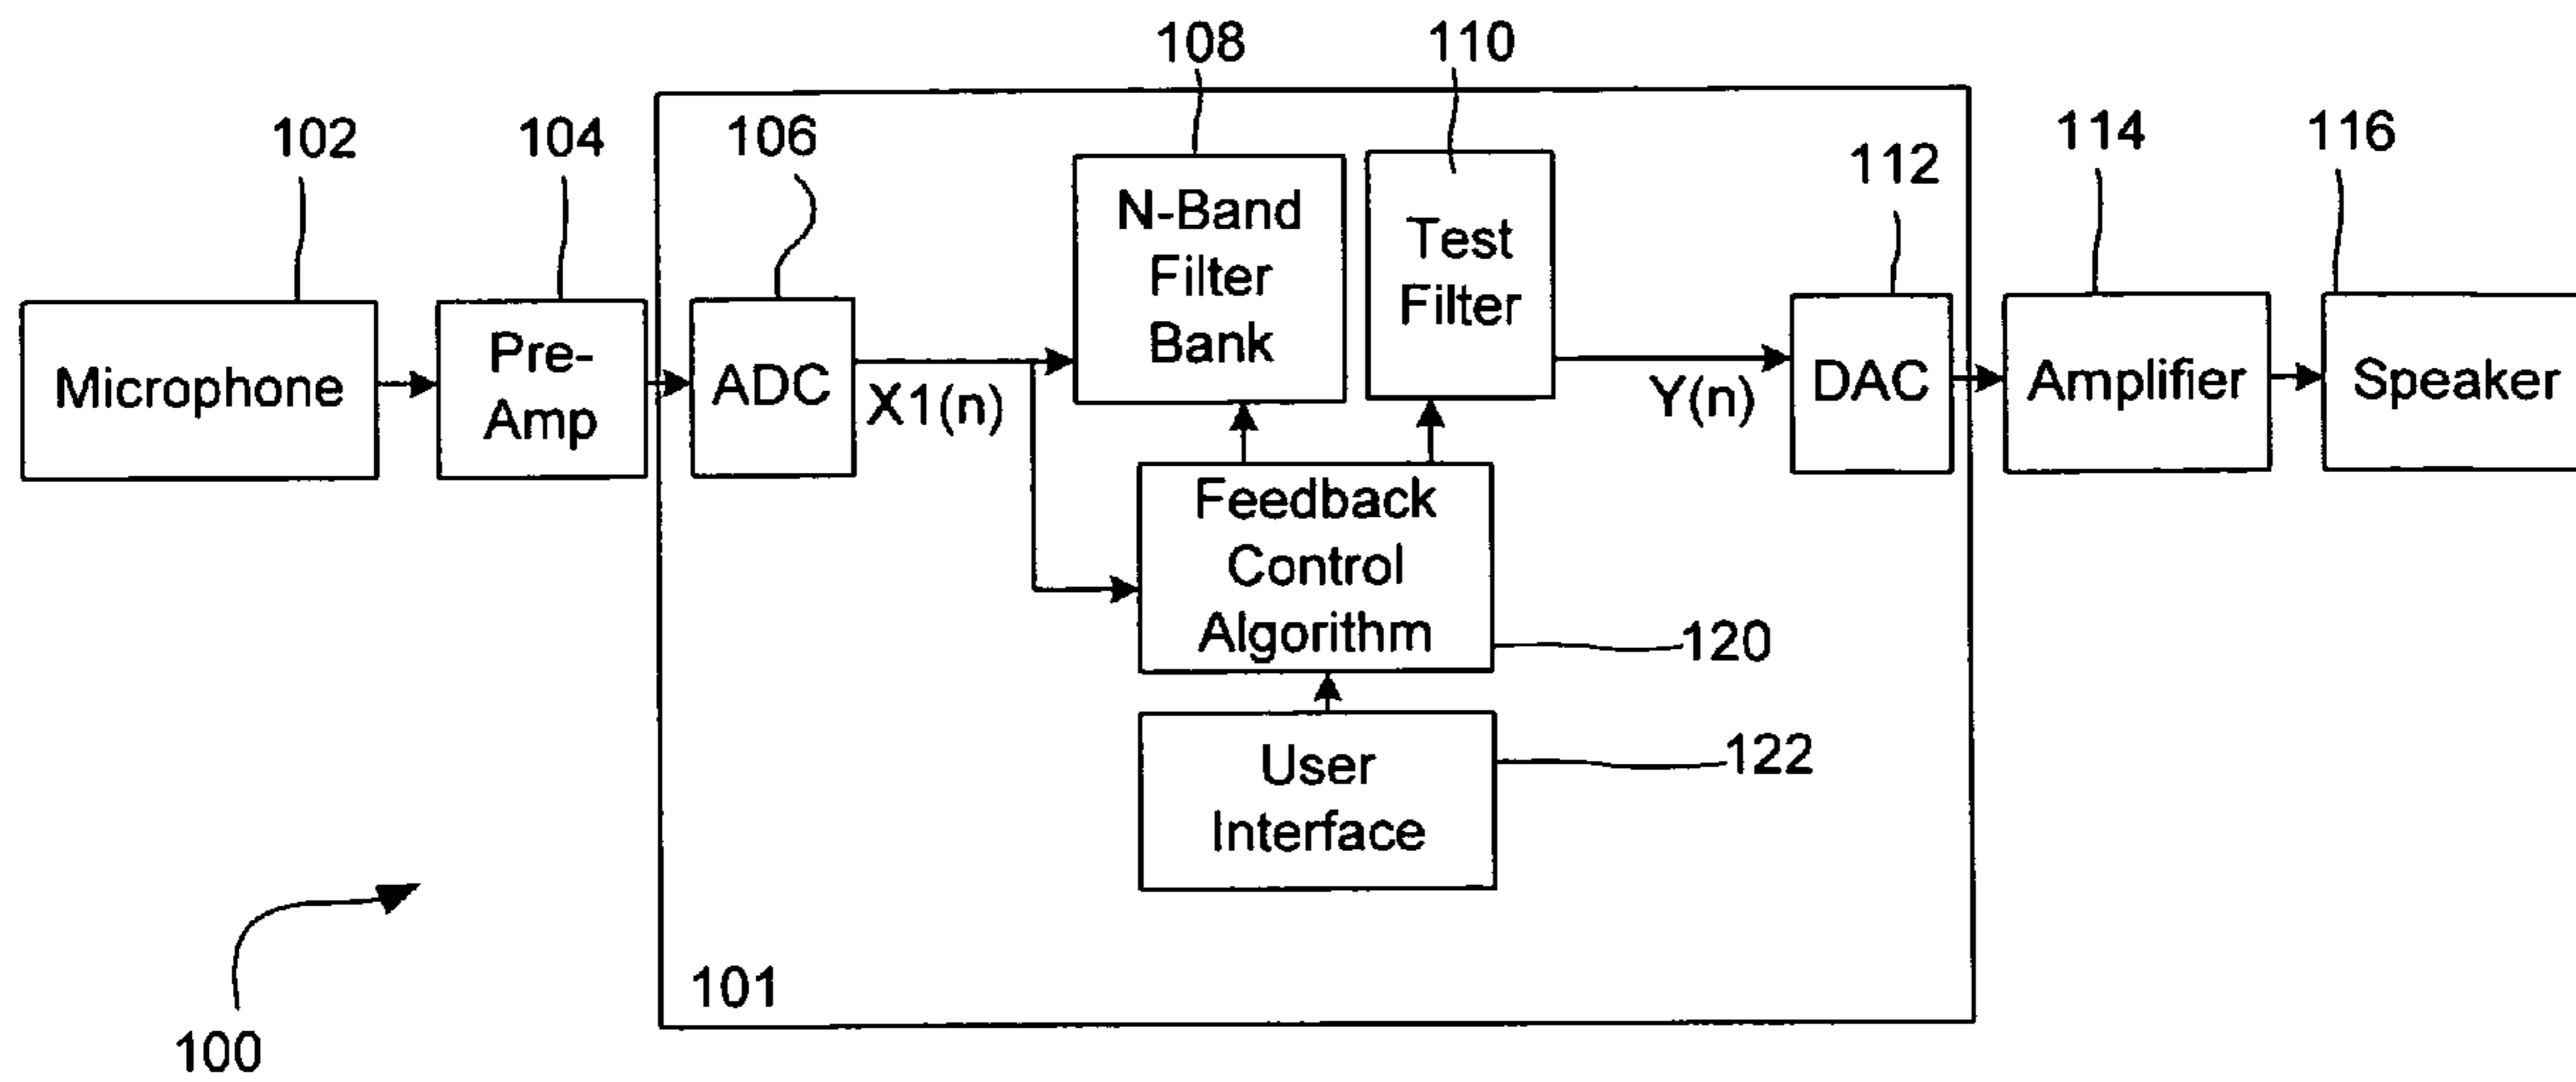 108
110
102
104
106
112
114
116
N-Band
Filter
Bank
Test
Filter
Microphone
Pre-
Amp
ADC
X1(n)
Y(n)
DAC
Amplifier
Speaker
Feedback
Control
Algorithm
120
User
Interface
122
101
100